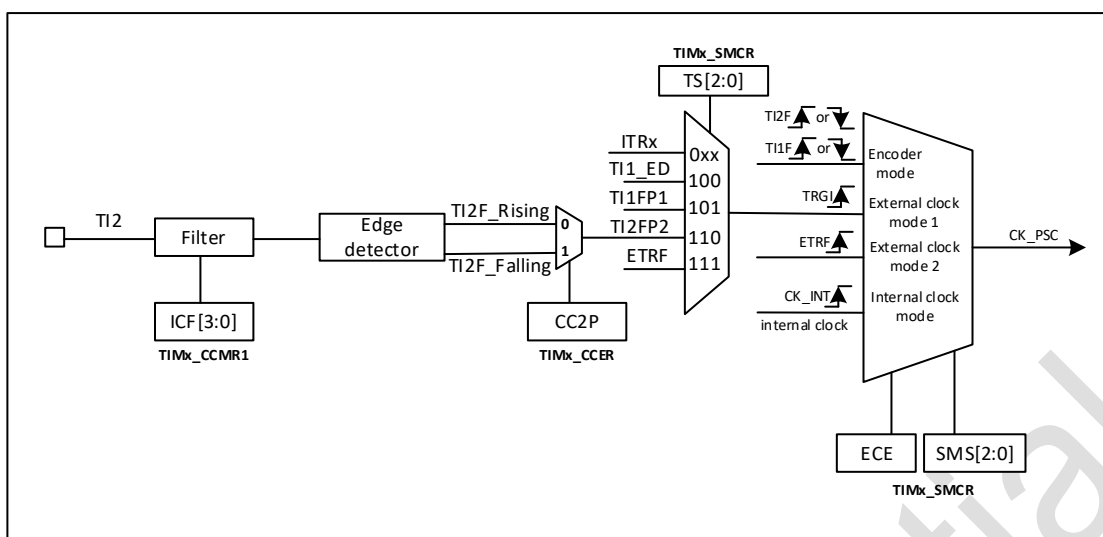 TIMx_SMCR
TS[2:0]
TI2F or
TI1F or
Encoder
mode
ITRx
0xx
TI1_ED
100
TRGI
External clock
mode 1
TI1FP1
101
TI2
Filter
Edge
detector
TI2F_Rising
0
TI2F_Falling
1
TI2FP2
110
ETRF
111
ETRF
External clock
mode 2
CK_PSC
CK_INT
internal clock
Internal clock
mode
ICF[3:0]
TIMx_CCMR1
CC2P
TIMx_CCER
ECE
SMS[2:0]
TIMx_SMCR